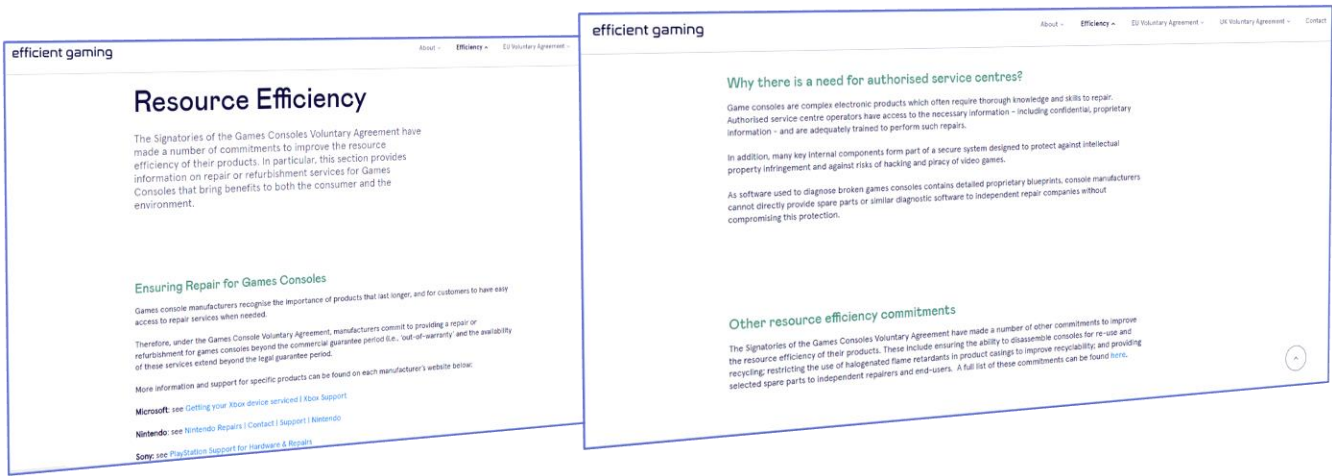 efficient gaming
About
Efficiency
EU Voluntary Agreement
Resource Efficiency
The Signatories of the Games Consoles Voluntary Agreement have
made a number of commitments to improve the resource
efficiency of their products. In particular, this section provides
information on repair or refurbishment services for Games
Consoles that bring benefits to both the consumer and the
environment.
Ensuring Repair for Games Consoles
Games console manufacturers recognise the importance of products that last longer, and for customers to have easy
access to repair services when needed.
Therefore, under the Games Console Voluntary Agreement, manufacturers commit to providing a repair or
refurbishment for games consoles beyond the commercial guarantee period (i.e., 'out-of-warranty' and the availability
of these services extend beyond the legal guarantee period.
More information and support for specific products can be found on each manufacturer's website below:
Microsoft: see Getting your Xbox device serviced | Xbox Support
Nintendo: see Nintendo Repairs | Contact | Support | Nintendo
Sony: see PlayStation Support for Hardware & Repairs
efficient gaming
About
Efficiency
EU Voluntary Agreement
UK Voluntary Agreement
Contact
Why there is a need for authorised service centres?
Game consoles are complex electronic products which often require thorough knowledge and skills to repair.
Authorised service centre operators have access to the necessary information – including confidential, proprietary
information – and are adequately trained to perform such repairs.
In addition, many key internal components form part of a secure system designed to protect against intellectual
property infringement and against risks of hacking and piracy of video games.
As software used to diagnose broken games consoles contains detailed proprietary blueprints, console manufacturers
cannot directly provide spare parts or similar diagnostic software to independent repair companies without
compromising this protection.
Other resource efficiency commitments
The Signatories of the Games Consoles Voluntary Agreement have made a number of other commitments to improve
the resource efficiency of their products. These include ensuring the ability to disassemble consoles for re-use and
recycling; restricting the use of halogenated flame retardants in product casings to improve recyclability; and providing
selected spare parts to independent repairers and end-users. A full list of these commitments can be found here.